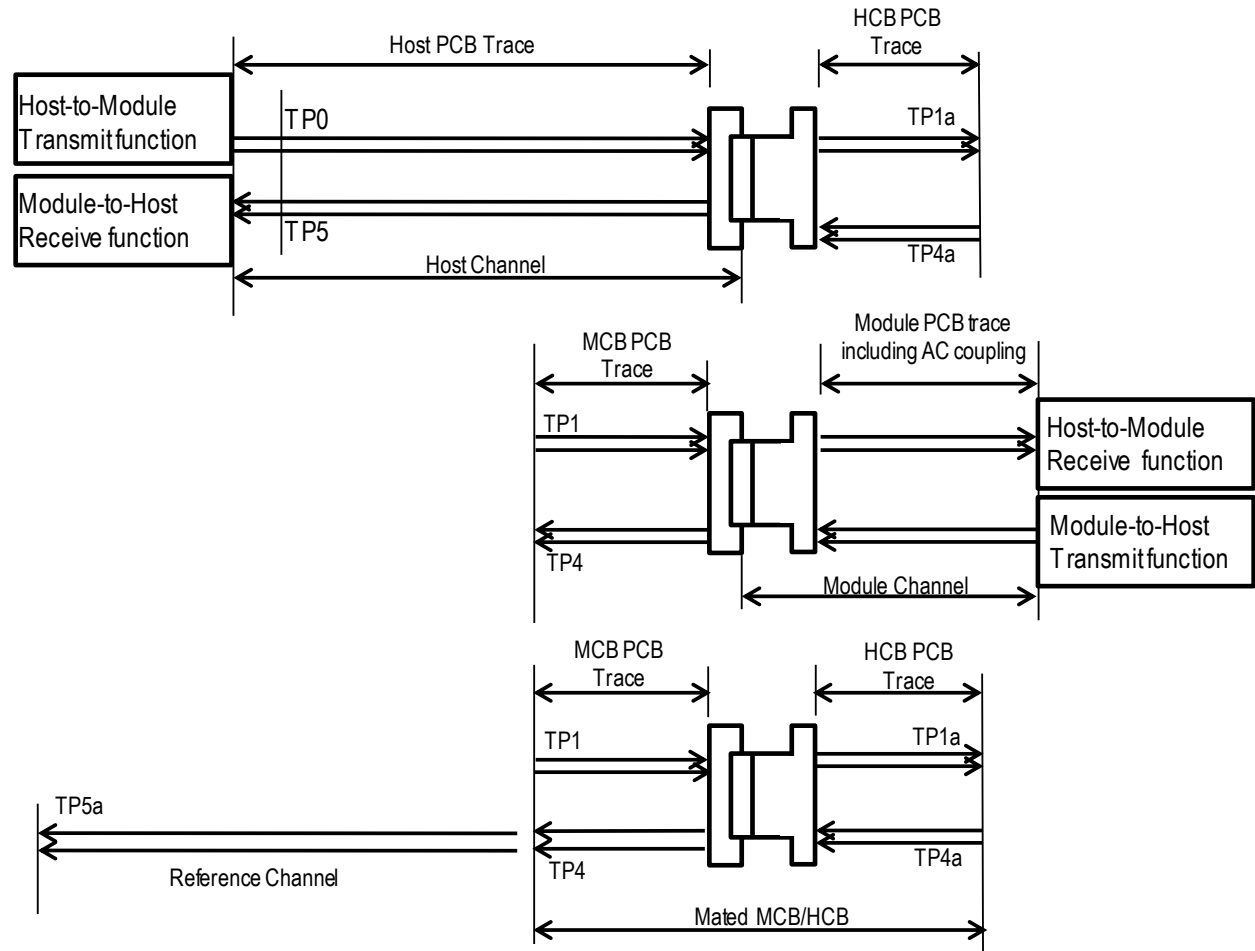 Host PCB Trace
HCB PCB
Trace
Host-to-Module
Transmit function
TP0
TP1a
Module-to-Host
Receive function
TP5
TP4a
Host Channel
MCB PCB
Trace
Module PCB trace
including AC coupling
TP1
Host-to-Module
Receive function
TP4
Module-to-Host
Transmit function
Module Channel
MCB PCB
Trace
HCB PCB
Trace
TP1
TP1a
TP5a
TP4
TP4a
Reference Channel
Mated MCB/HCB